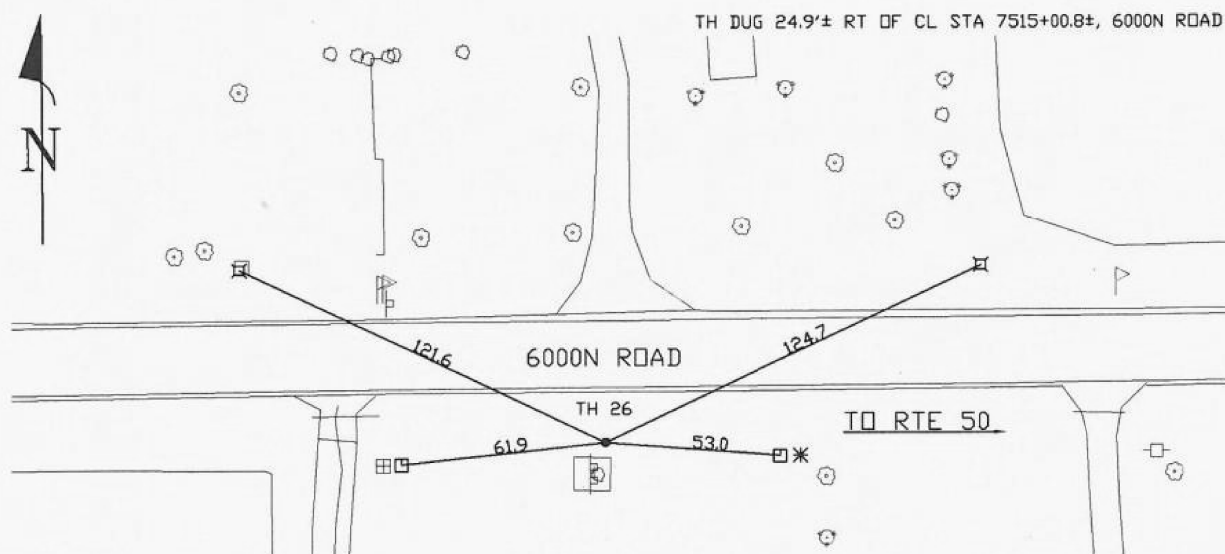 TH DUG 24.9'± RT OF CL STA 7515+00.8±, 6000N ROAD
N
121.6
6000N ROAD
124.7
TH 26
TO RTE 50
61.9
53.0